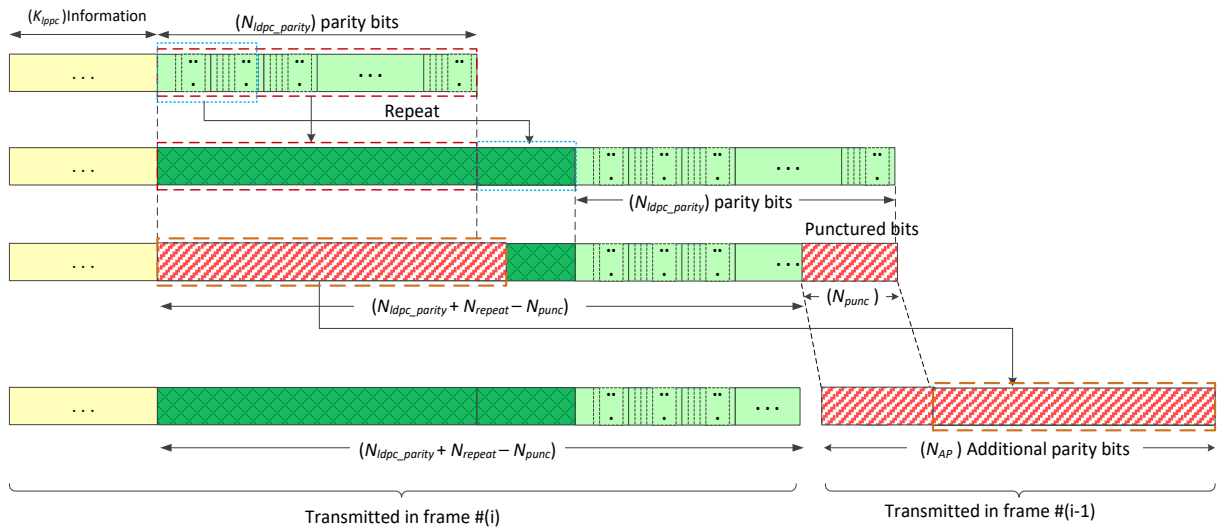 (K_lppc) Information
(N_ldpc_parity) parity bits
...
...
Repeat
...
(N_ldpc_parity) parity bits
...
Punctured bits
...
...
(N_ldpc_parity + N_repeat − N_punc)
(N_punc )
...
...
(N_ldpc_parity + N_repeat − N_punc)
(N_AP ) Additional parity bits
Transmitted in frame #(i)
Transmitted in frame #(i-1)